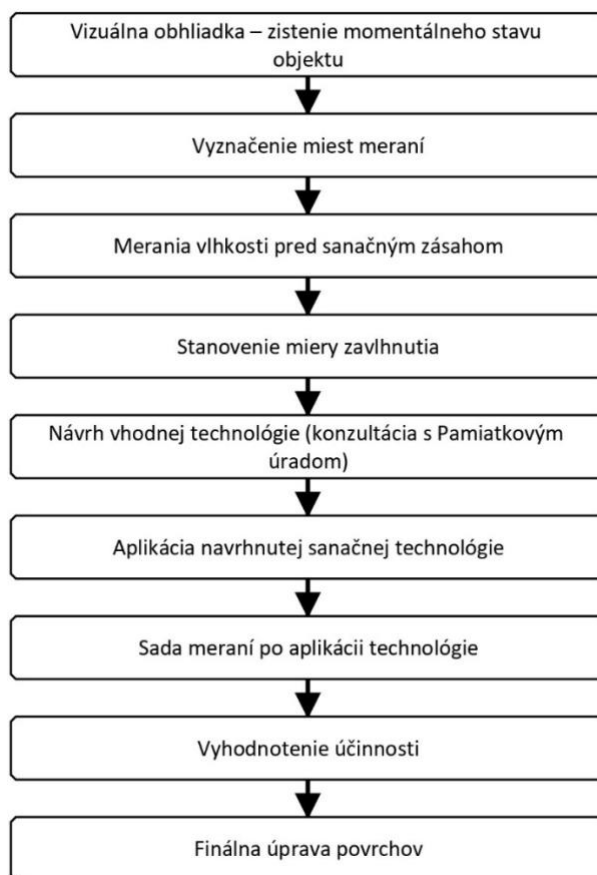 Vizuálna obhliadka – zistenie momentálneho stavu
objektu
Vyznačenie miest meraní
Merania vlhkosti pred sanačným zásahom
Stanovenie miery zavlhnutia
Návrh vhodnej technológie (konzultácia s Pamiatkovým
úradom)
Aplikácia navrhnutej sanačnej technológie
Sada meraní po aplikácii technológie
Vyhodnotenie účinnosti
Finálna úprava povrchov